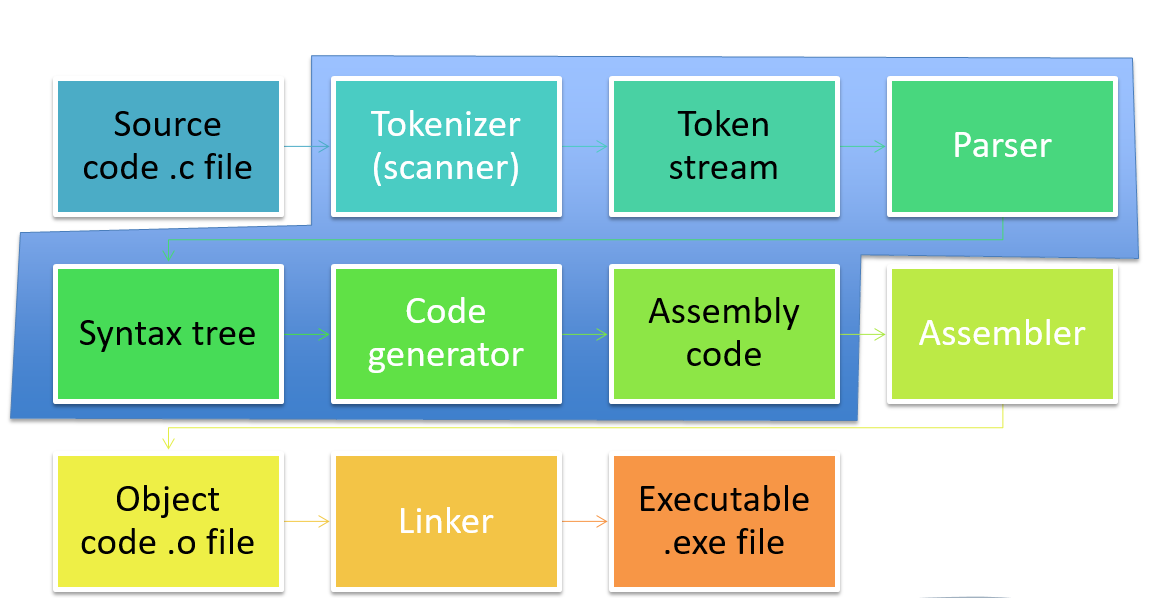 Source
code .c file
Tokenizer
(scanner)
Token
stream
Parser
Syntax tree
Code
generator
Assembly
code
Assembler
Object
code .o file
Linker
Executable
.exe file